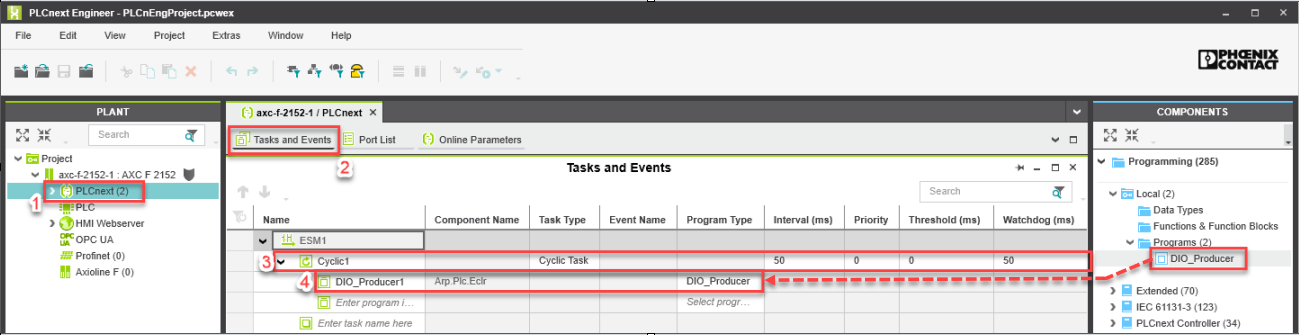 PLCnext Engineer - PLCnEngProject.pcwex
File Edit View Project Extras Window Help
PHŒNIX
CONTACT
PLANT
Search
Project
axc-f-2152-1 : AXC F 2152
1
PLCnext (2)
PLC
HMI Webserver
OPC UA OPC UA
Profinet (0)
Axioline F (0)
axc-f-2152-1 / PLCnext
Tasks and Events Port List Online Parameters
2
Tasks and Events
Search
Name Component Name Task Type Event Name Program Type Interval (ms) Priority Threshold (ms) Watchdog (ms)
ESM1
3 Cyclic1 Cyclic Task 50 0 0 50
4 DIO_Producer1 Arp.Plc.Eclr DIO_Producer
Enter program i... Select progr...
Enter task name here
COMPONENTS
Programming (285)
Local (2)
Data Types
Functions & Function Blocks
Programs (2)
DIO_Producer
Extended (70)
IEC 61131-3 (123)
PLCnext Controller (34)